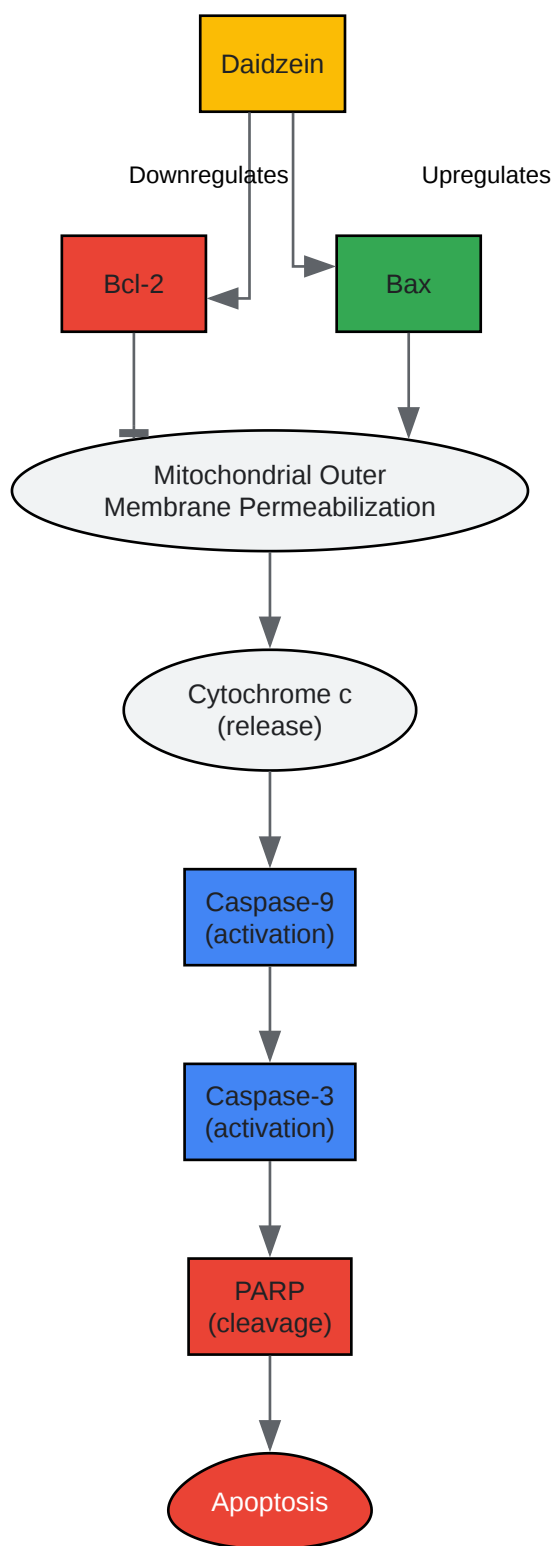 Daidzein
Downregulates
Upregulates
Bcl-2
Bax
Mitochondrial Outer
Membrane Permeabilization
Cytochrome c
(release)
Caspase-9
(activation)
Caspase-3
(activation)
PARP
(cleavage)
Apoptosis